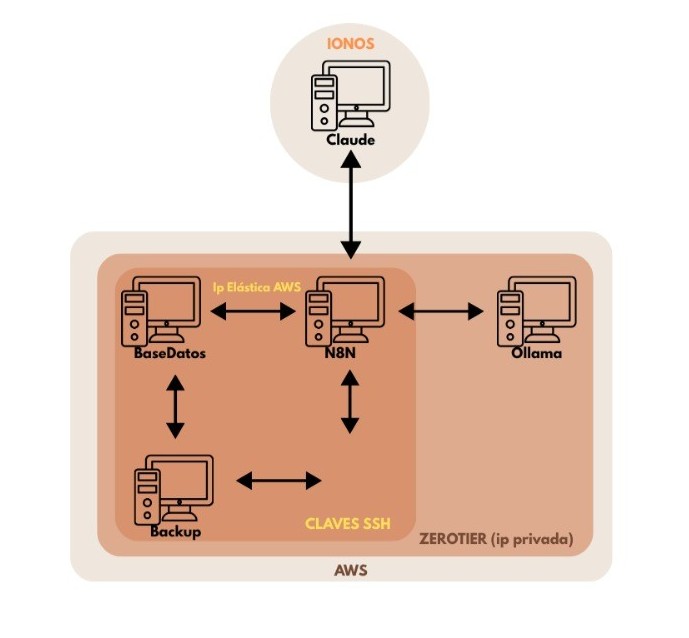 IONOS
Claude
Ip Elástica AWS
BaseDatos
N8N
Ollama
Backup
CLAVES SSH
ZEROTIER (ip privada)
AWS